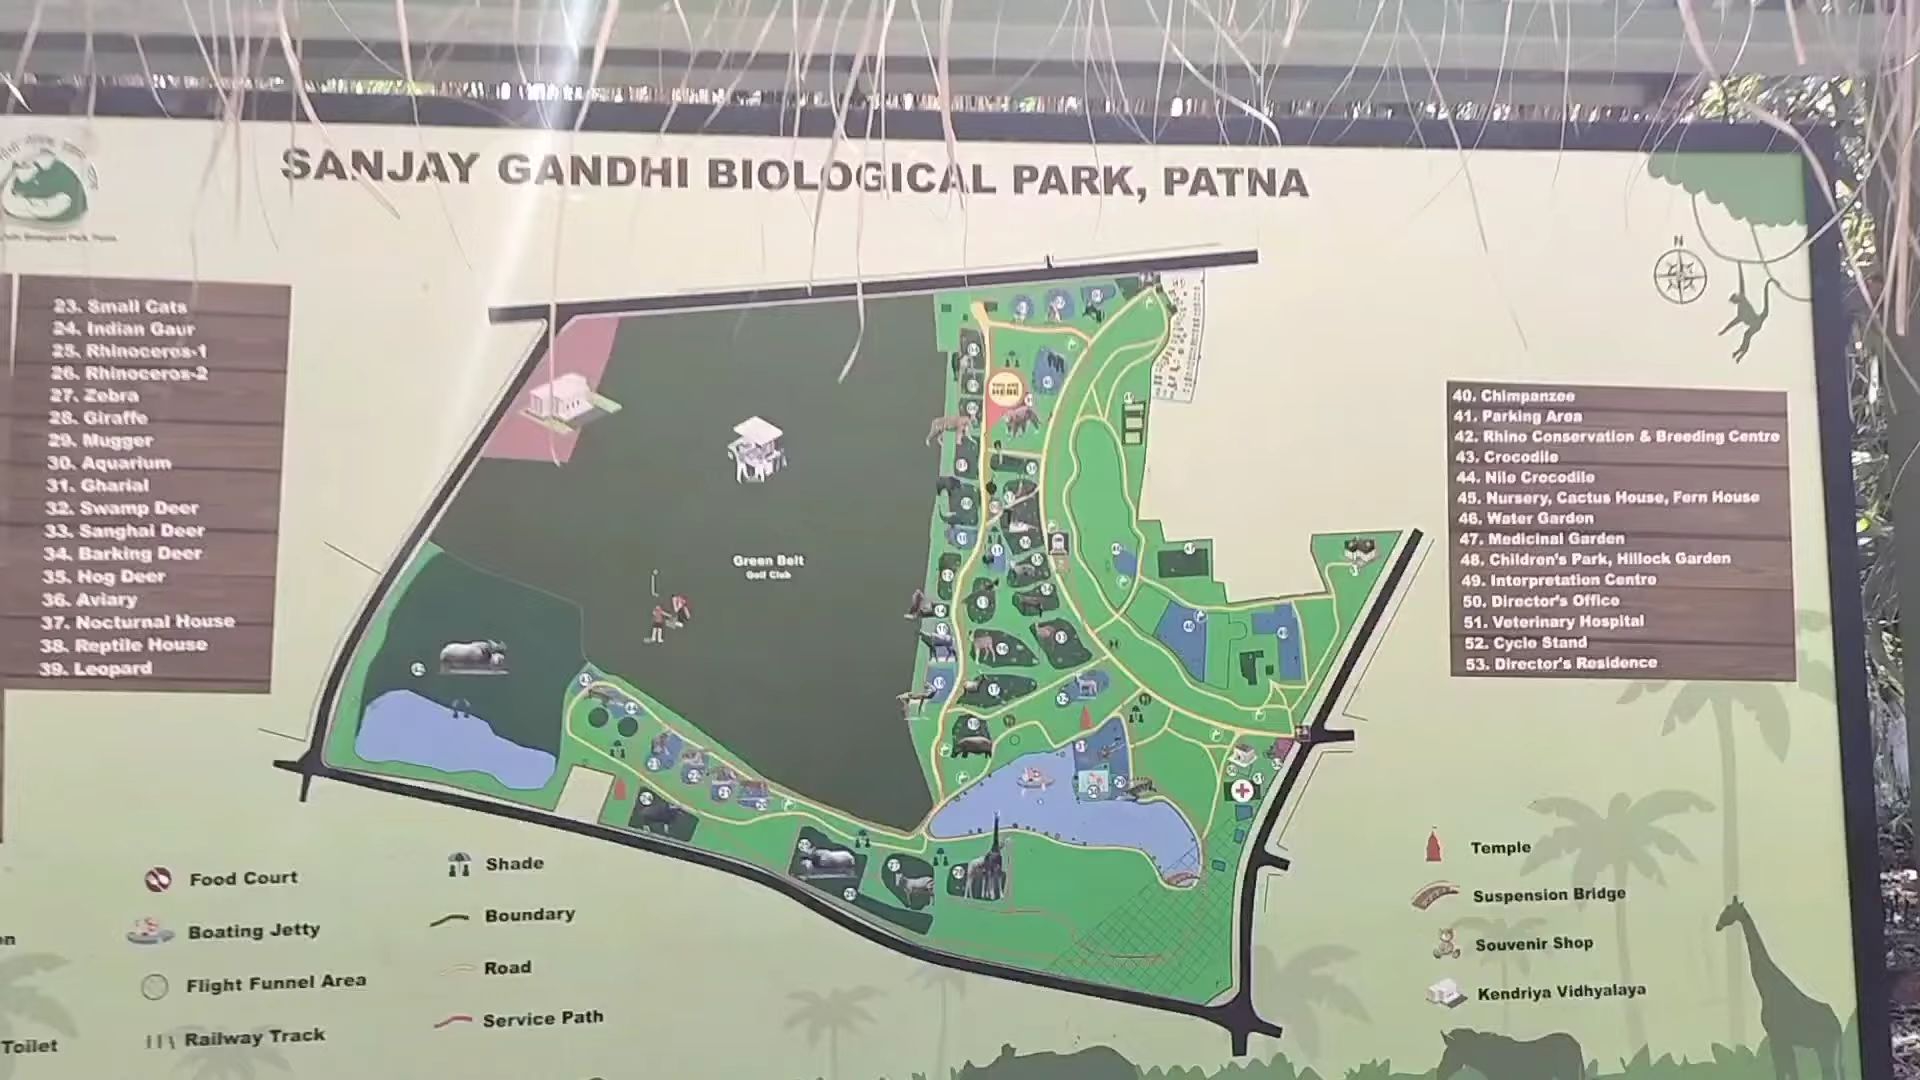 SANJAY GANDHI BIOLOGICAL PARK, PATNA
N
23. Small Cats
24. Indian Gaur
25. Rhinoceros-1
26. Rhinoceros-2
27. Zebra
28. Giraffe
29. Mugger
30. Aquarium
31. Gharial
32. Swamp Deer
33. Sanghai Deer
34. Barking Deer
35. Hog Deer
36. Aviary
37. Nocturnal House
38. Reptile House
39. Leopard
YOU ARE
HERE
Green Belt
Golf Club
40. Chimpanzee
41. Parking Area
42. Rhino Conservation & Breeding Centre
43. Crocodile
44. Nile Crocodile
45. Nursery, Cactus House, Fern House
46. Water Garden
47. Medicinal Garden
48. Children's Park, Hillock Garden
49. Interpretation Centre
50. Director's Office
51. Veterinary Hospital
52. Cycle Stand
53. Director's Residence
Food Court
Boating Jetty
Flight Funnel Area
Railway Track
Toilet
Shade
Boundary
Road
Service Path
Temple
Suspension Bridge
Souvenir Shop
Kendriya Vidhyalaya